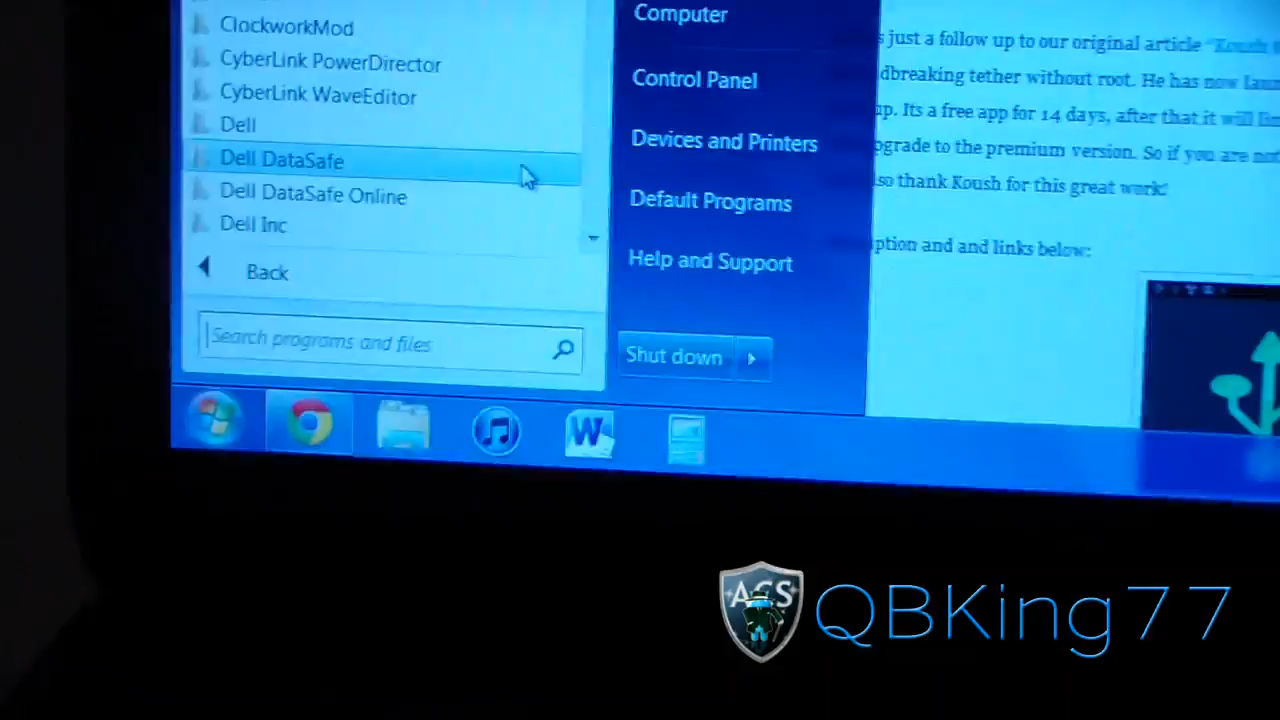 ClockworkMod
CyberLink PowerDirector
CyberLink WaveEditor
Dell
Dell DataSafe
Dell DataSafe Online
Dell Inc
Back
Search programs and files
Computer
Control Panel
Devices and Printers
Default Programs
Help and Support
Shut down
s just a follow up to our original article "Koush
dbreaking tether without root. He has now
up. Its a free app for 14 days, after that it will
pgrade to the premium version. So if you are not
so thank Koush for this great work!
ption and and links below:
W
ACS
QBKing77